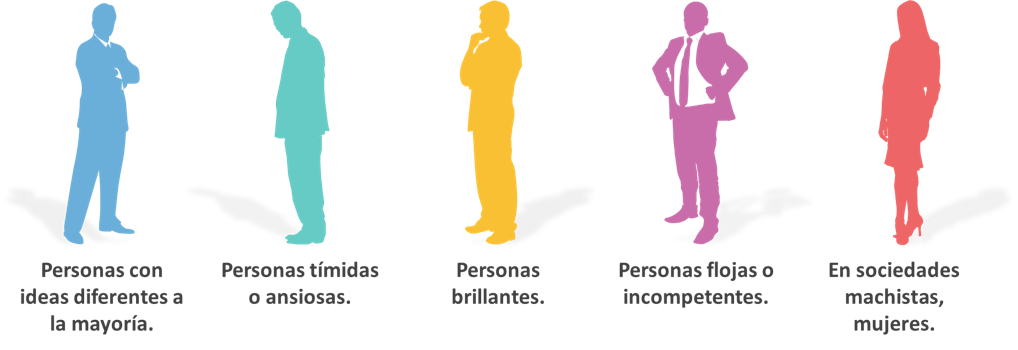 Personas con
ideas diferentes a
la mayoría.
Personas tímidas
o ansiosas.
Personas
brillantes.
Personas flojas o
incompetentes.
En sociedades
machistas,
mujeres.